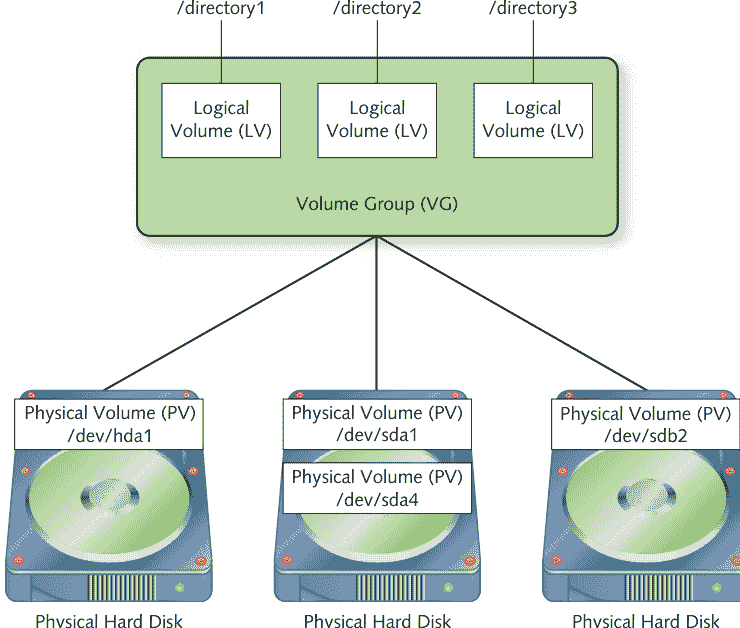 /directory1
/directory2
/directory3
Logical
Volume (LV)
Logical
Volume (LV)
Logical
Volume (LV)
Volume Group (VG)
Physical Volume (PV)
/dev/hda1
Physical Volume (PV)
/dev/sda1
Physical Volume (PV)
/dev/sda4
Physical Volume (PV)
/dev/sdb2
Physical Hard Disk
Physical Hard Disk
Physical Hard Disk